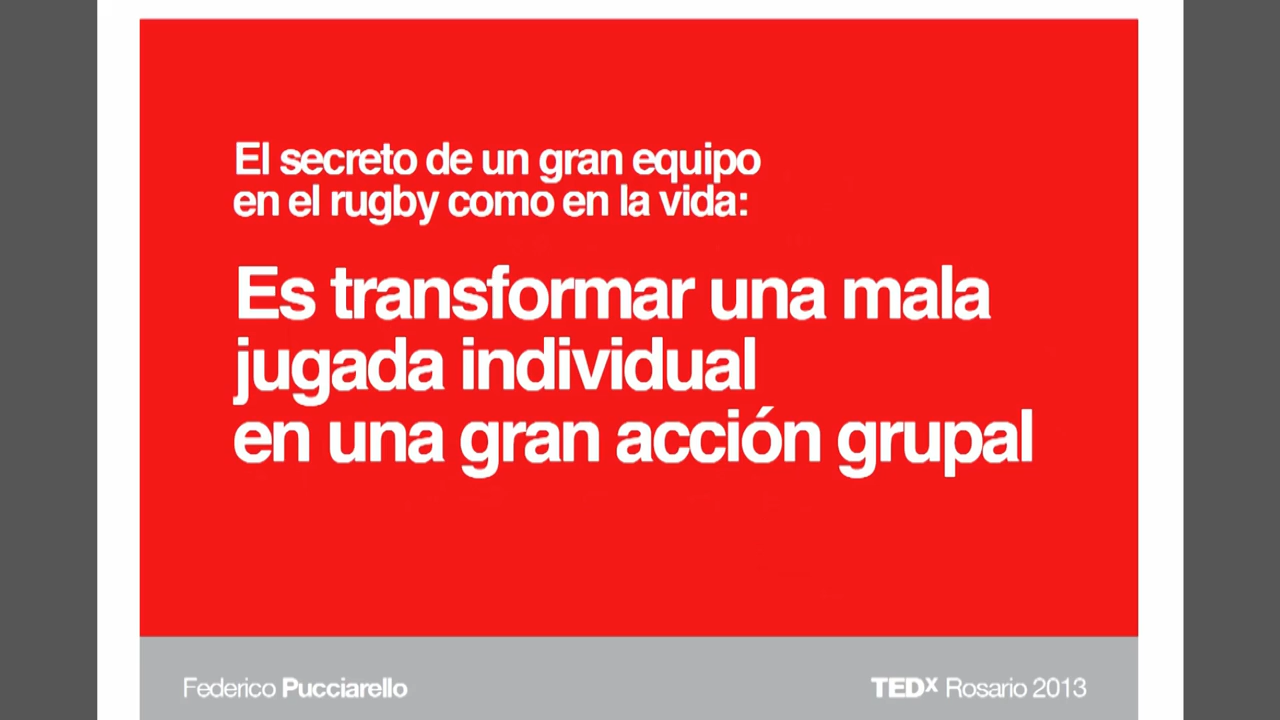 El secreto de un gran equipo
en el rugby como en la vida:
Es transformar una mala
jugada individual
en una gran acción grupal
Federico Pucciarello
TEDx Rosario 2013